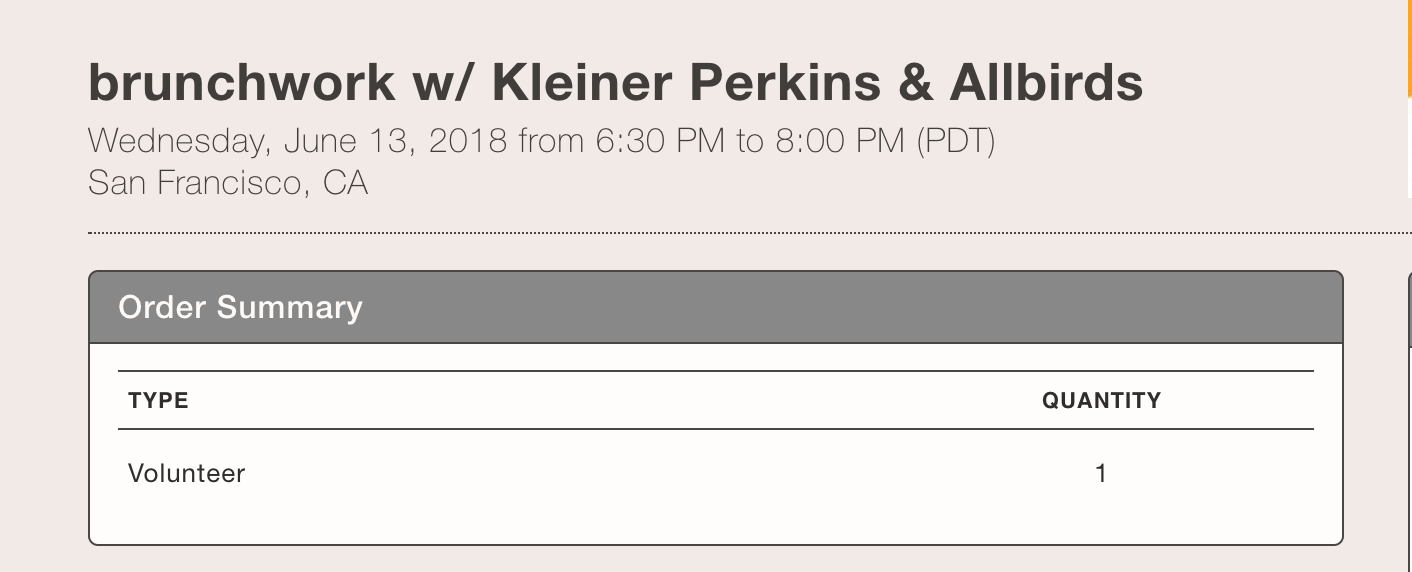 brunchwork w/ Kleiner Perkins & Allbirds
Wednesday, June 13, 2018 from 6:30 PM to 8:00 PM (PDT)
San Francisco, CA
Order Summary
TYPE QUANTITY
Volunteer 1